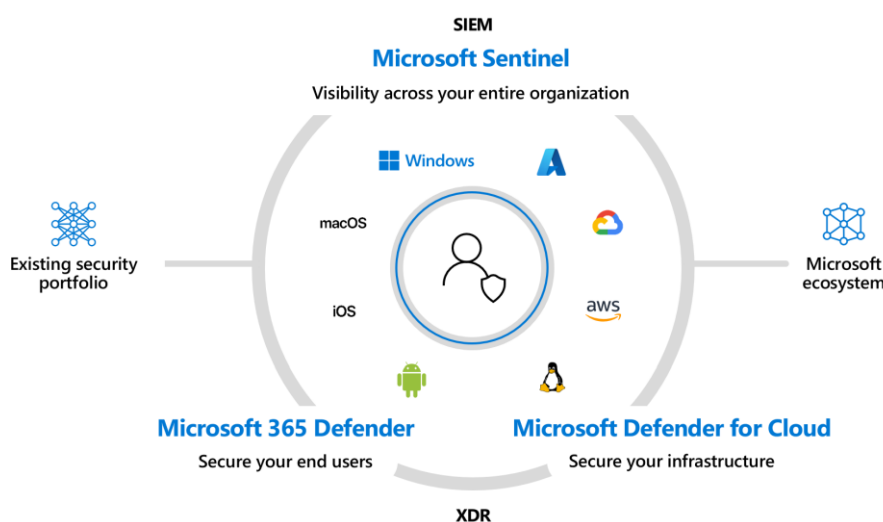 SIEM
Microsoft Sentinel
Visibility across your entire organization
Windows
macOS
Existing security
portfolio
Microsoft
ecosystem
iOS
aws
Microsoft 365 Defender
Microsoft Defender for Cloud
Secure your end users
Secure your infrastructure
XDR